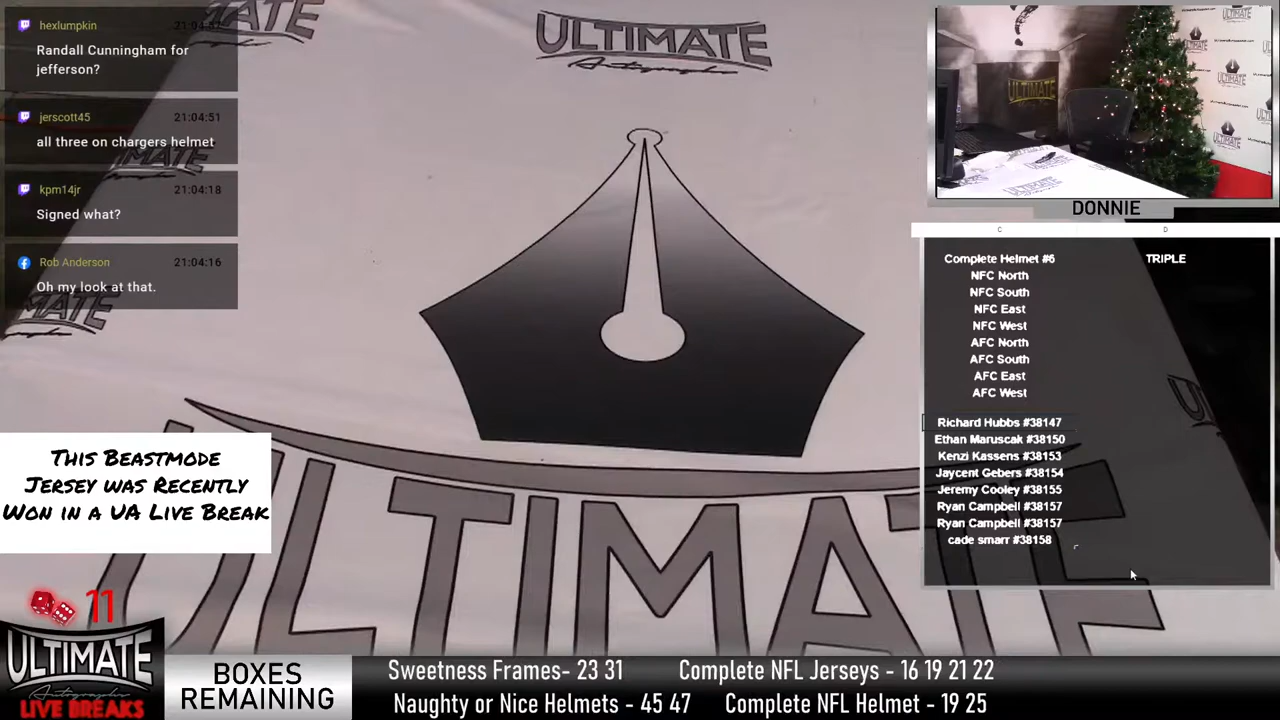 hexlumpkin
Randall Cunningham for
jefferson?
jerscott45 21:04:51
all three on chargers helmet
kpm14jr 21:04:18
Signed what?
Rob Anderson 21:04:16
Oh my look at that.
ULTIMATE
Autographs
ULTIMATE
DONNIE
C D
Complete Helmet #6 TRIPLE
NFC North
NFC South
NFC East
NFC West
AFC North
AFC South
AFC East
AFC West
Richard Hubbs #38147
Ethan Maruscak #38150
Kenzi Kassens #38153
Jaycent Gebers #38154
Jeremy Cooley #38155
Ryan Campbell #38157
Ryan Campbell #38157
cade smarr #38158
This Beastmode
Jersey was Recently
Won in a UA Live Break
ULTIMATE
11
ULTIMATE
Autographs
LIVE BREAKS
BOXES
REMAINING
Sweetness Frames- 23 31 Complete NFL Jerseys - 16 19 21 22
Naughty or Nice Helmets - 45 47 Complete NFL Helmet - 19 25